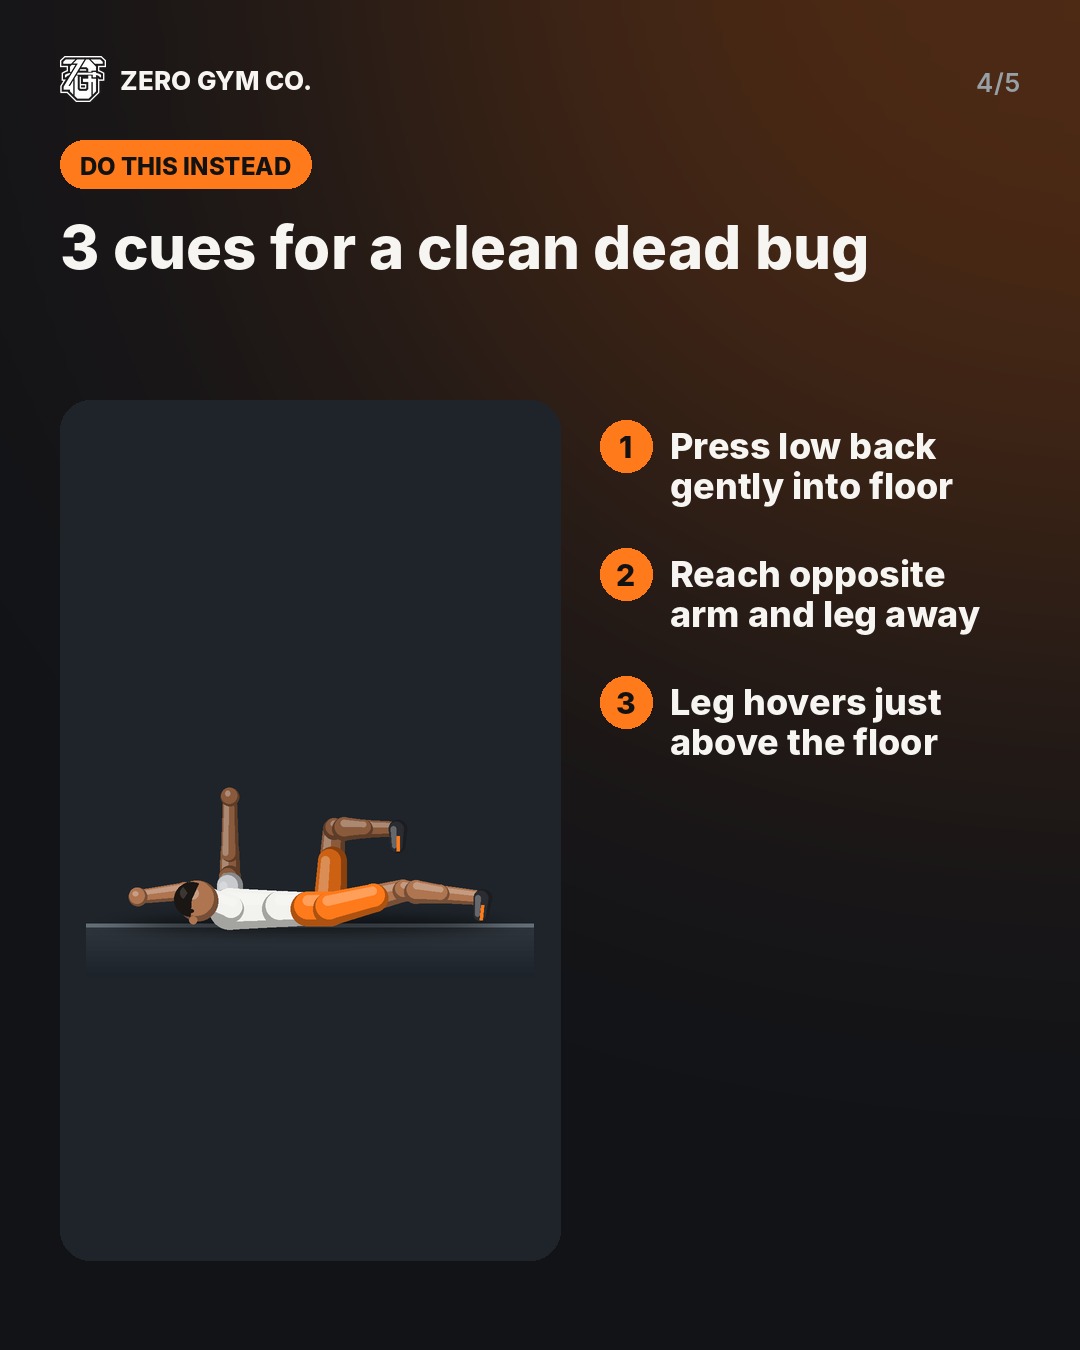 ZERO GYM CO.
4/5
DO THIS INSTEAD
3 cues for a clean dead bug
1 Press low back
gently into floor
2 Reach opposite
arm and leg away
3 Leg hovers just
above the floor